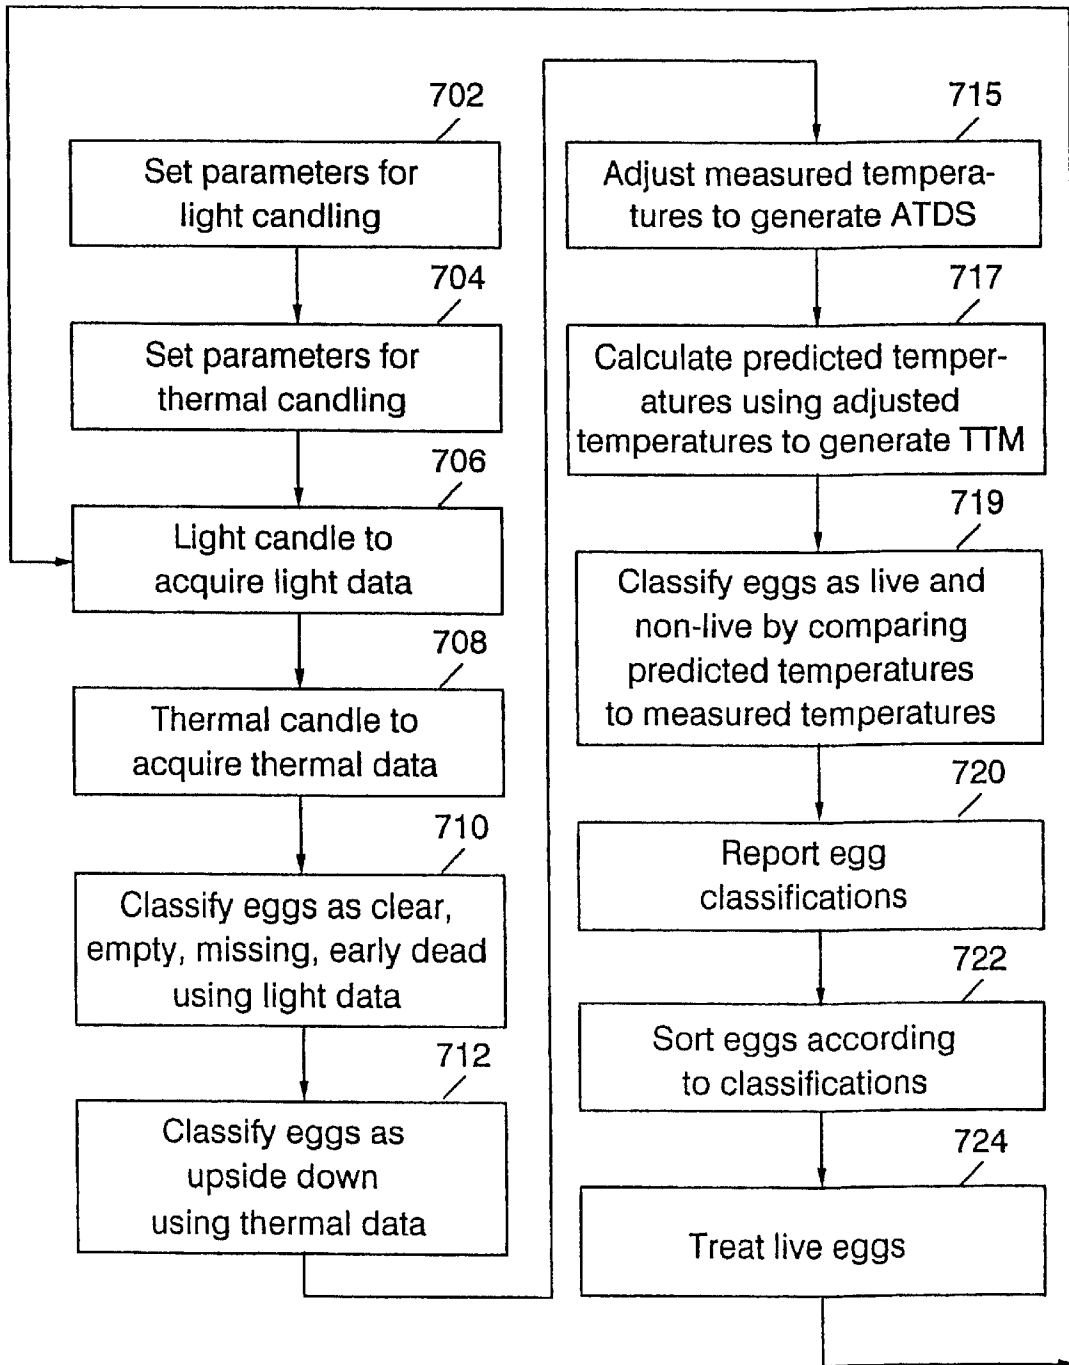 702
Set parameters for
light candling
704
Set parameters for
thermal candling
706
Light candle to
acquire light data
708
Thermal candle to
acquire thermal data
710
Classify eggs as clear,
empty, missing, early dead
using light data
712
Classify eggs as
upside down
using thermal data
715
Adjust measured tempera-
tures to generate ATDS
717
Calculate predicted temper-
atures using adjusted
temperatures to generate TTM
719
Classify eggs as live and
non-live by comparing
predicted temperatures
to measured temperatures
720
Report egg
classifications
722
Sort eggs according
to classifications
724
Treat live eggs